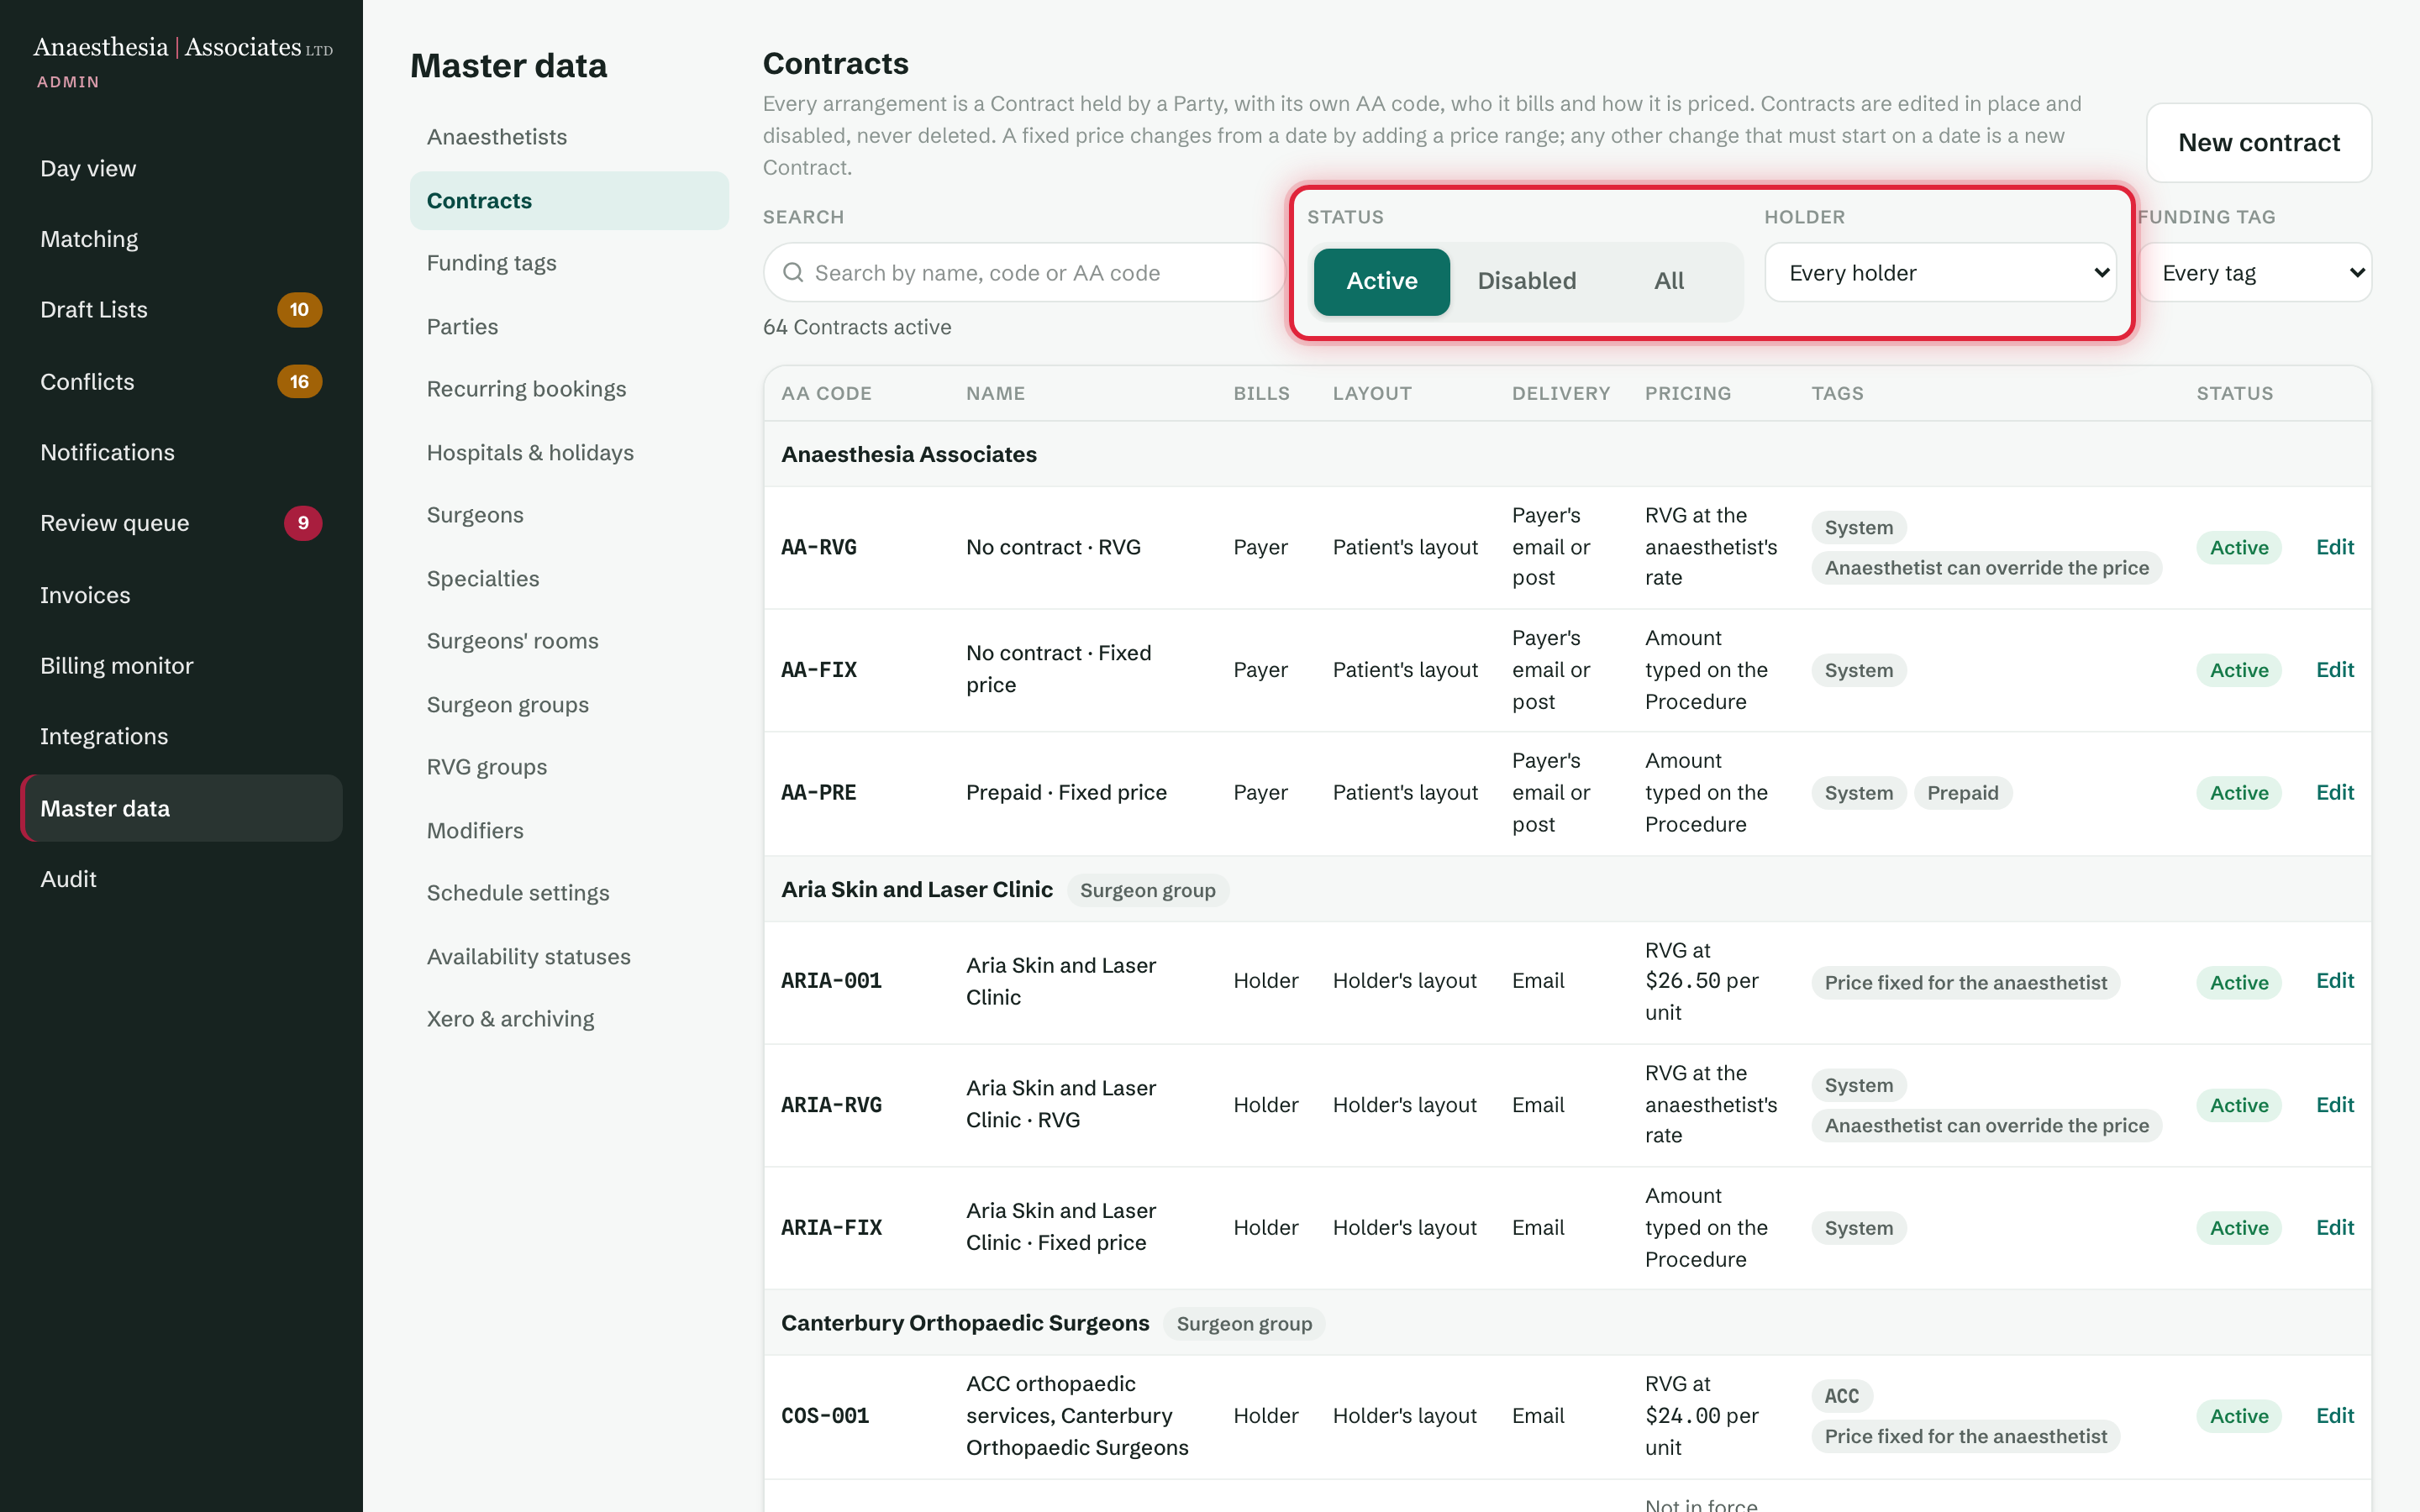 Anaesthesia | Associates LTD
ADMIN
Day view
Matching
Draft Lists 10
Conflicts 16
Notifications
Review queue 9
Invoices
Billing monitor
Integrations
Master data
Audit
Master data
Anaesthetists
Contracts
Funding tags
Parties
Recurring bookings
Hospitals & holidays
Surgeons
Specialties
Surgeons' rooms
Surgeon groups
RVG groups
Modifiers
Schedule settings
Availability statuses
Xero & archiving
Contracts
Every arrangement is a Contract held by a Party, with its own AA code, who it bills and how it is priced. Contracts are edited in place and
disabled, never deleted. A fixed price changes from a date by adding a price range; any other change that must start on a date is a new
Contract.
New contract
SEARCH STATUS HOLDER FUNDING TAG
Search by name, code or AA code Active Disabled All Every holder Every tag
64 Contracts active
AA CODE NAME BILLS LAYOUT DELIVERY PRICING TAGS STATUS
Anaesthesia Associates
AA-RVG No contract · RVG Payer Patient's layout Payer's email or post RVG at the anaesthetist's rate System Anaesthetist can override the price Active Edit
AA-FIX No contract · Fixed price Payer Patient's layout Payer's email or post Amount typed on the Procedure System Active Edit
AA-PRE Prepaid · Fixed price Payer Patient's layout Payer's email or post Amount typed on the Procedure System Prepaid Active Edit
Aria Skin and Laser Clinic Surgeon group
ARIA-001 Aria Skin and Laser Clinic Holder Holder's layout Email RVG at $26.50 per unit Price fixed for the anaesthetist Active Edit
ARIA-RVG Aria Skin and Laser Clinic · RVG Holder Holder's layout Email RVG at the anaesthetist's rate System Anaesthetist can override the price Active Edit
ARIA-FIX Aria Skin and Laser Clinic · Fixed price Holder Holder's layout Email Amount typed on the Procedure System Active Edit
Canterbury Orthopaedic Surgeons Surgeon group
COS-001 ACC orthopaedic services, Canterbury Orthopaedic Surgeons Holder Holder's layout Email RVG at $24.00 per unit ACC Price fixed for the anaesthetist Active Edit
Not in force